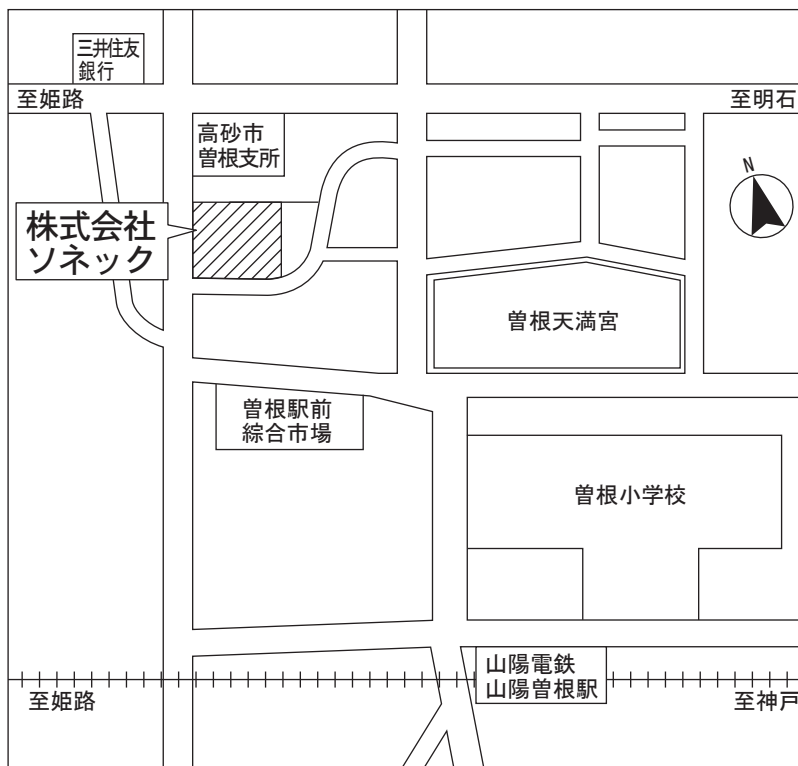 三井住友
銀行
至姫路
至明石
高砂市
曽根支所
N
株式会社
ソネック
曽根天満宮
曽根駅前
綜合市場
曽根小学校
山陽電鉄
山陽曽根駅
至姫路
至神戸